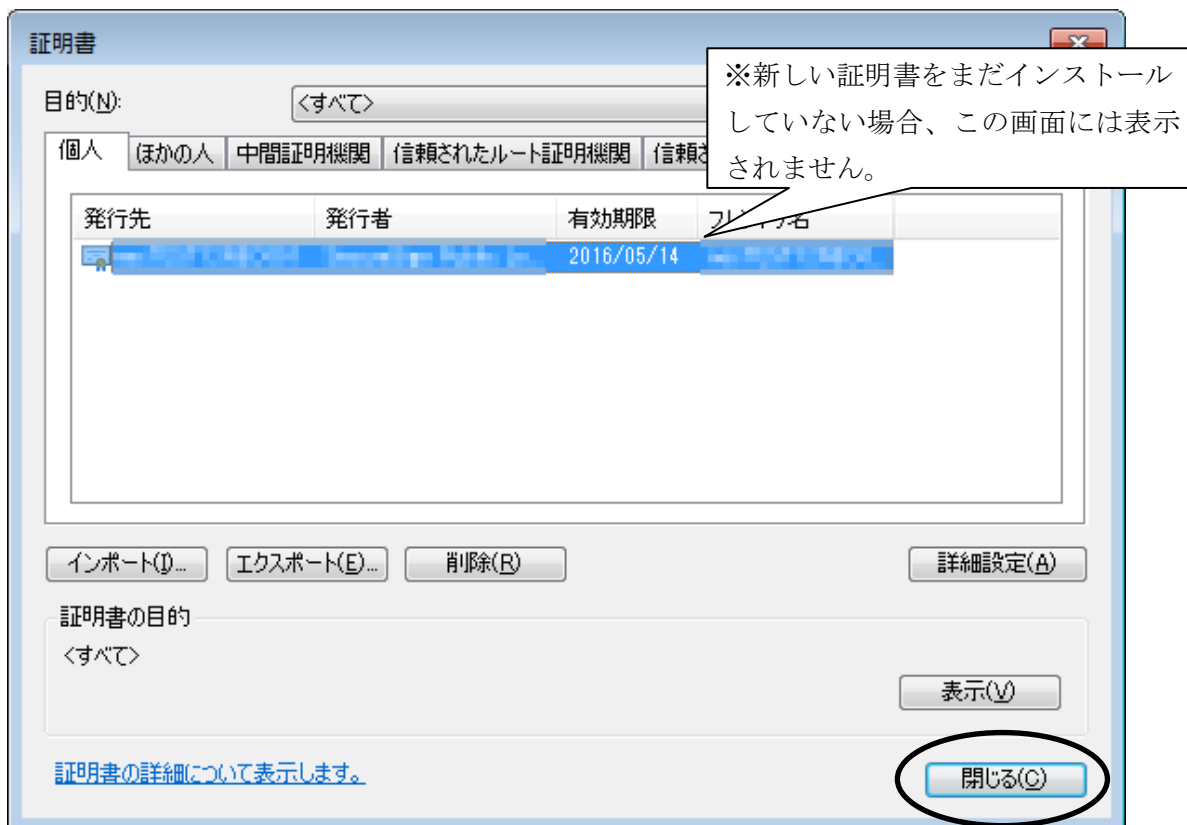 証明書
※新しい証明書をまだインストール
していない場合、この画面には表示
されません。
目的(N):
<すべて>
個人
ほかの人
中間証明機関
信頼されたルート証明機関
発行先
発行者
有効期限
2016/05/14
インポート(I)...
エクスポート(E)...
削除(R)
詳細設定(A)
証明書の目的
<すべて>
表示(V)
証明書の詳細について表示します。
閉じる(C)